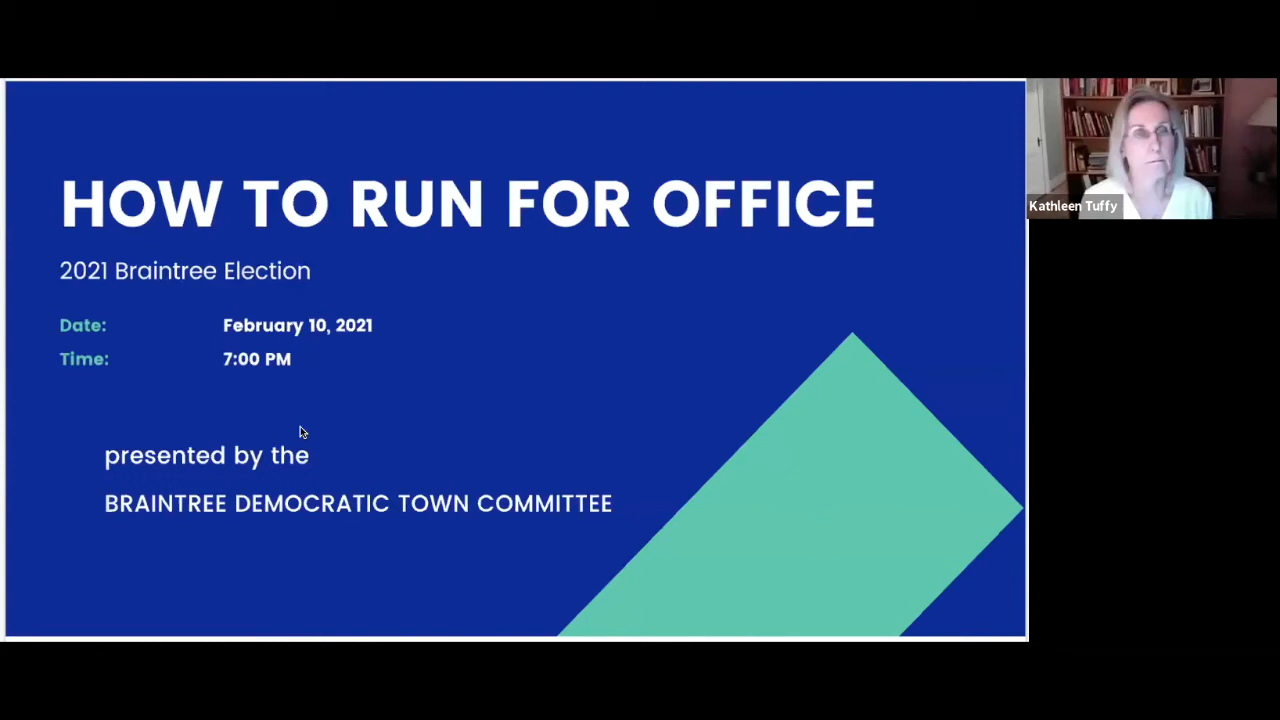 HOW TO RUN FOR OFFICE
2021 Braintree Election
Date: February 10, 2021
Time: 7:00 PM
presented by the
BRAINTREE DEMOCRATIC TOWN COMMITTEE
Kathleen Tuffy